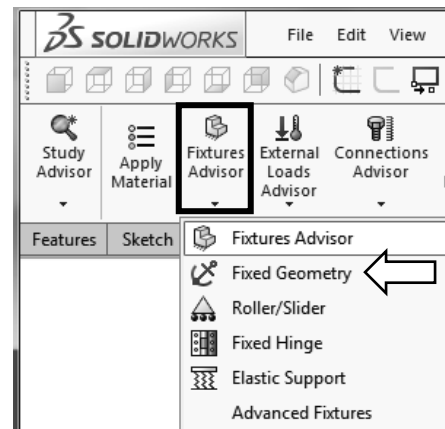 SOLIDWORKS File Edit View
Study Advisor
Apply Material
Fixtures Advisor
External Loads Advisor
Connections Advisor
Features Sketch
Fixtures Advisor
Fixed Geometry
Roller/Slider
Fixed Hinge
Elastic Support
Advanced Fixtures